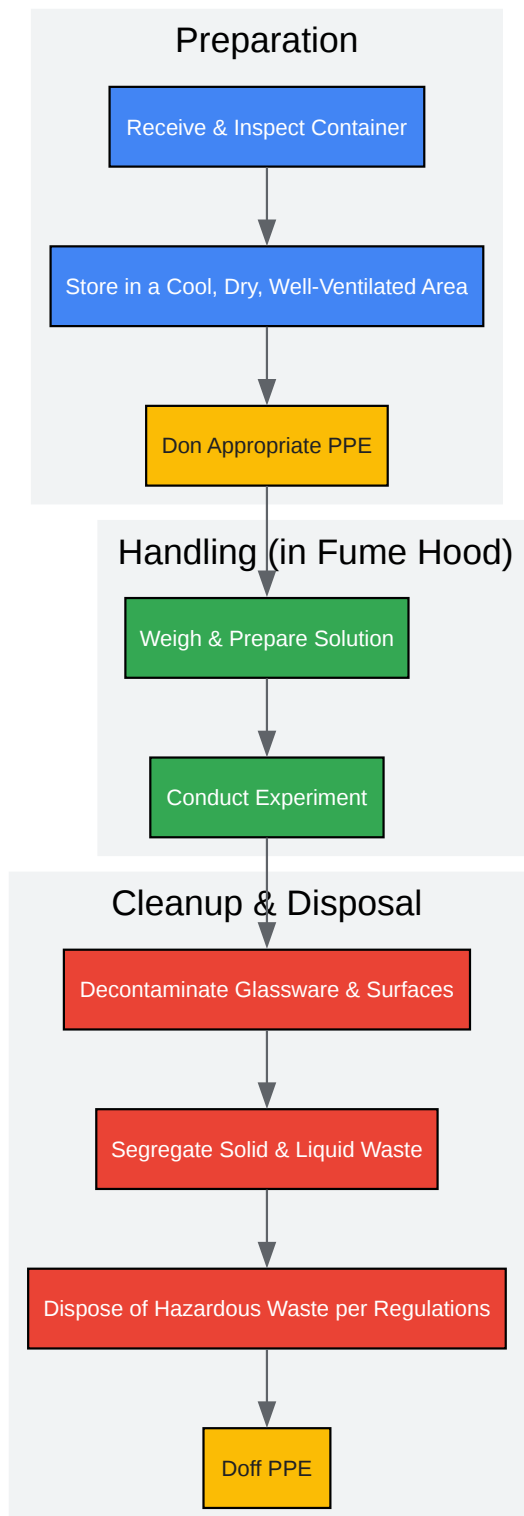 Preparation
Receive & Inspect Container
Store in a Cool, Dry, Well-Ventilated Area
Don Appropriate PPE
Handling (in Fume Hood)
Weigh & Prepare Solution
Conduct Experiment
Cleanup & Disposal
Decontaminate Glassware & Surfaces
Segregate Solid & Liquid Waste
Dispose of Hazardous Waste per Regulations
Doff PPE